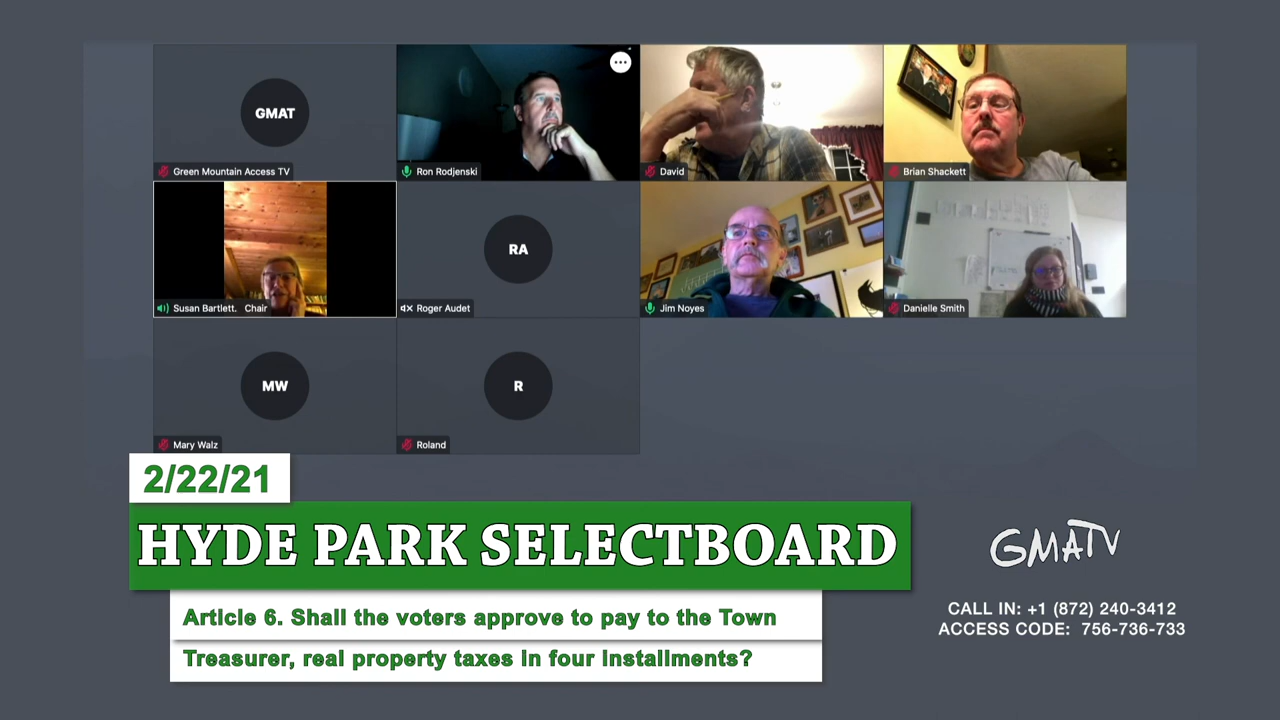 GMAT
Green Mountain Access TV
Ron Rodjenski
David
Brian Shackett
Susan Bartlett. Chair
RA
Roger Audet
Jim Noyes
Danielle Smith
MW
Mary Walz
R
Roland
2/22/21
HYDE PARK SELECTBOARD
Article 6. Shall the voters approve to pay to the Town
Treasurer, real property taxes in four installments?
GMATV
CALL IN: +1 (872) 240-3412
ACCESS CODE: 756-736-733